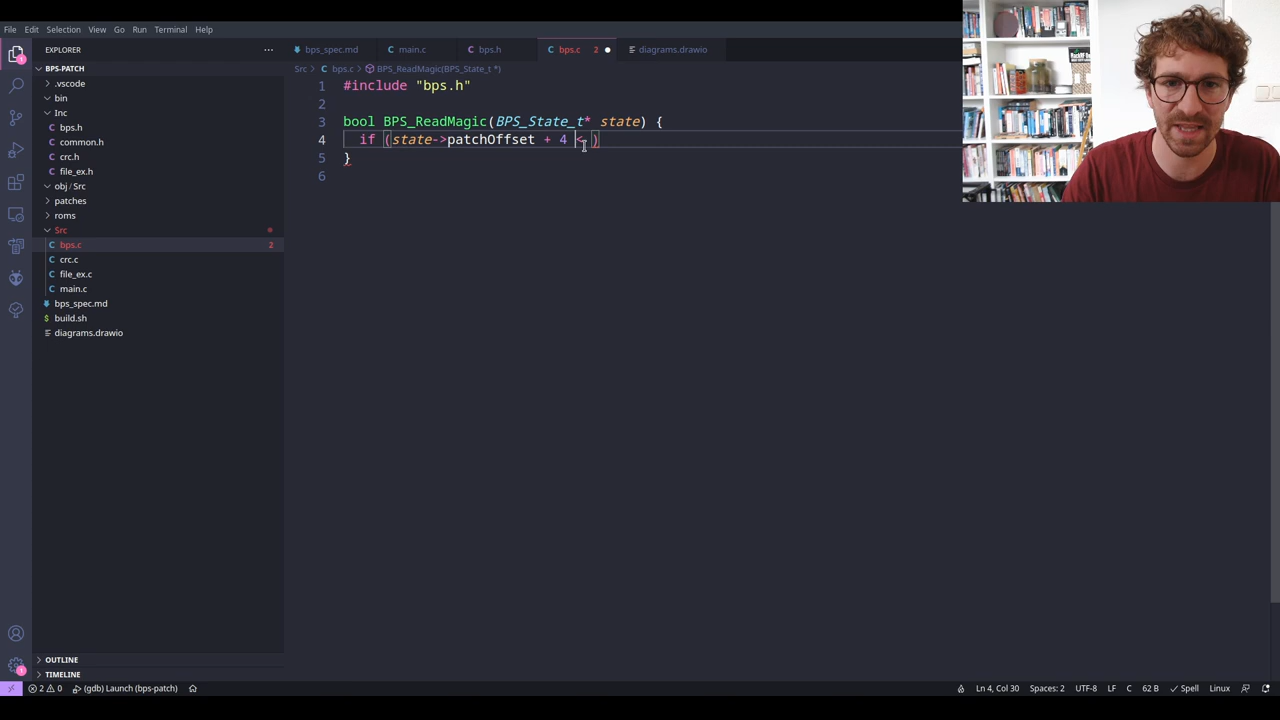 File Edit Selection View Go Run Terminal Help
EXPLORER
bps_spec.md main.c bps.h bps.c 2 diagrams.drawio
BPS-PATCH
Src bps.c BPS_ReadMagic(BPS_State_t *)
.vscode
bin
Inc
bps.h
common.h
crc.h
file_ex.h
obj / Src
patches
roms
Src
bps.c 2
crc.c
file_ex.c
main.c
bps_spec.md
build.sh
diagrams.drawio
1 #include "bps.h"
2
3 bool BPS_ReadMagic(BPS_State_t* state) {
4 if (state->patchOffset + 4 < )
5 }
6
OUTLINE
TIMELINE
2 0 (gdb) Launch (bps-patch) Ln 4, Col 30 Spaces: 2 UTF-8 LF C 62 B Spell Linux